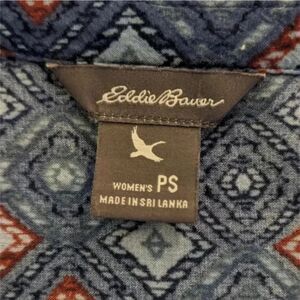 Eddie Bauer
WOMEN'S PS
MADE IN SRI LANKA